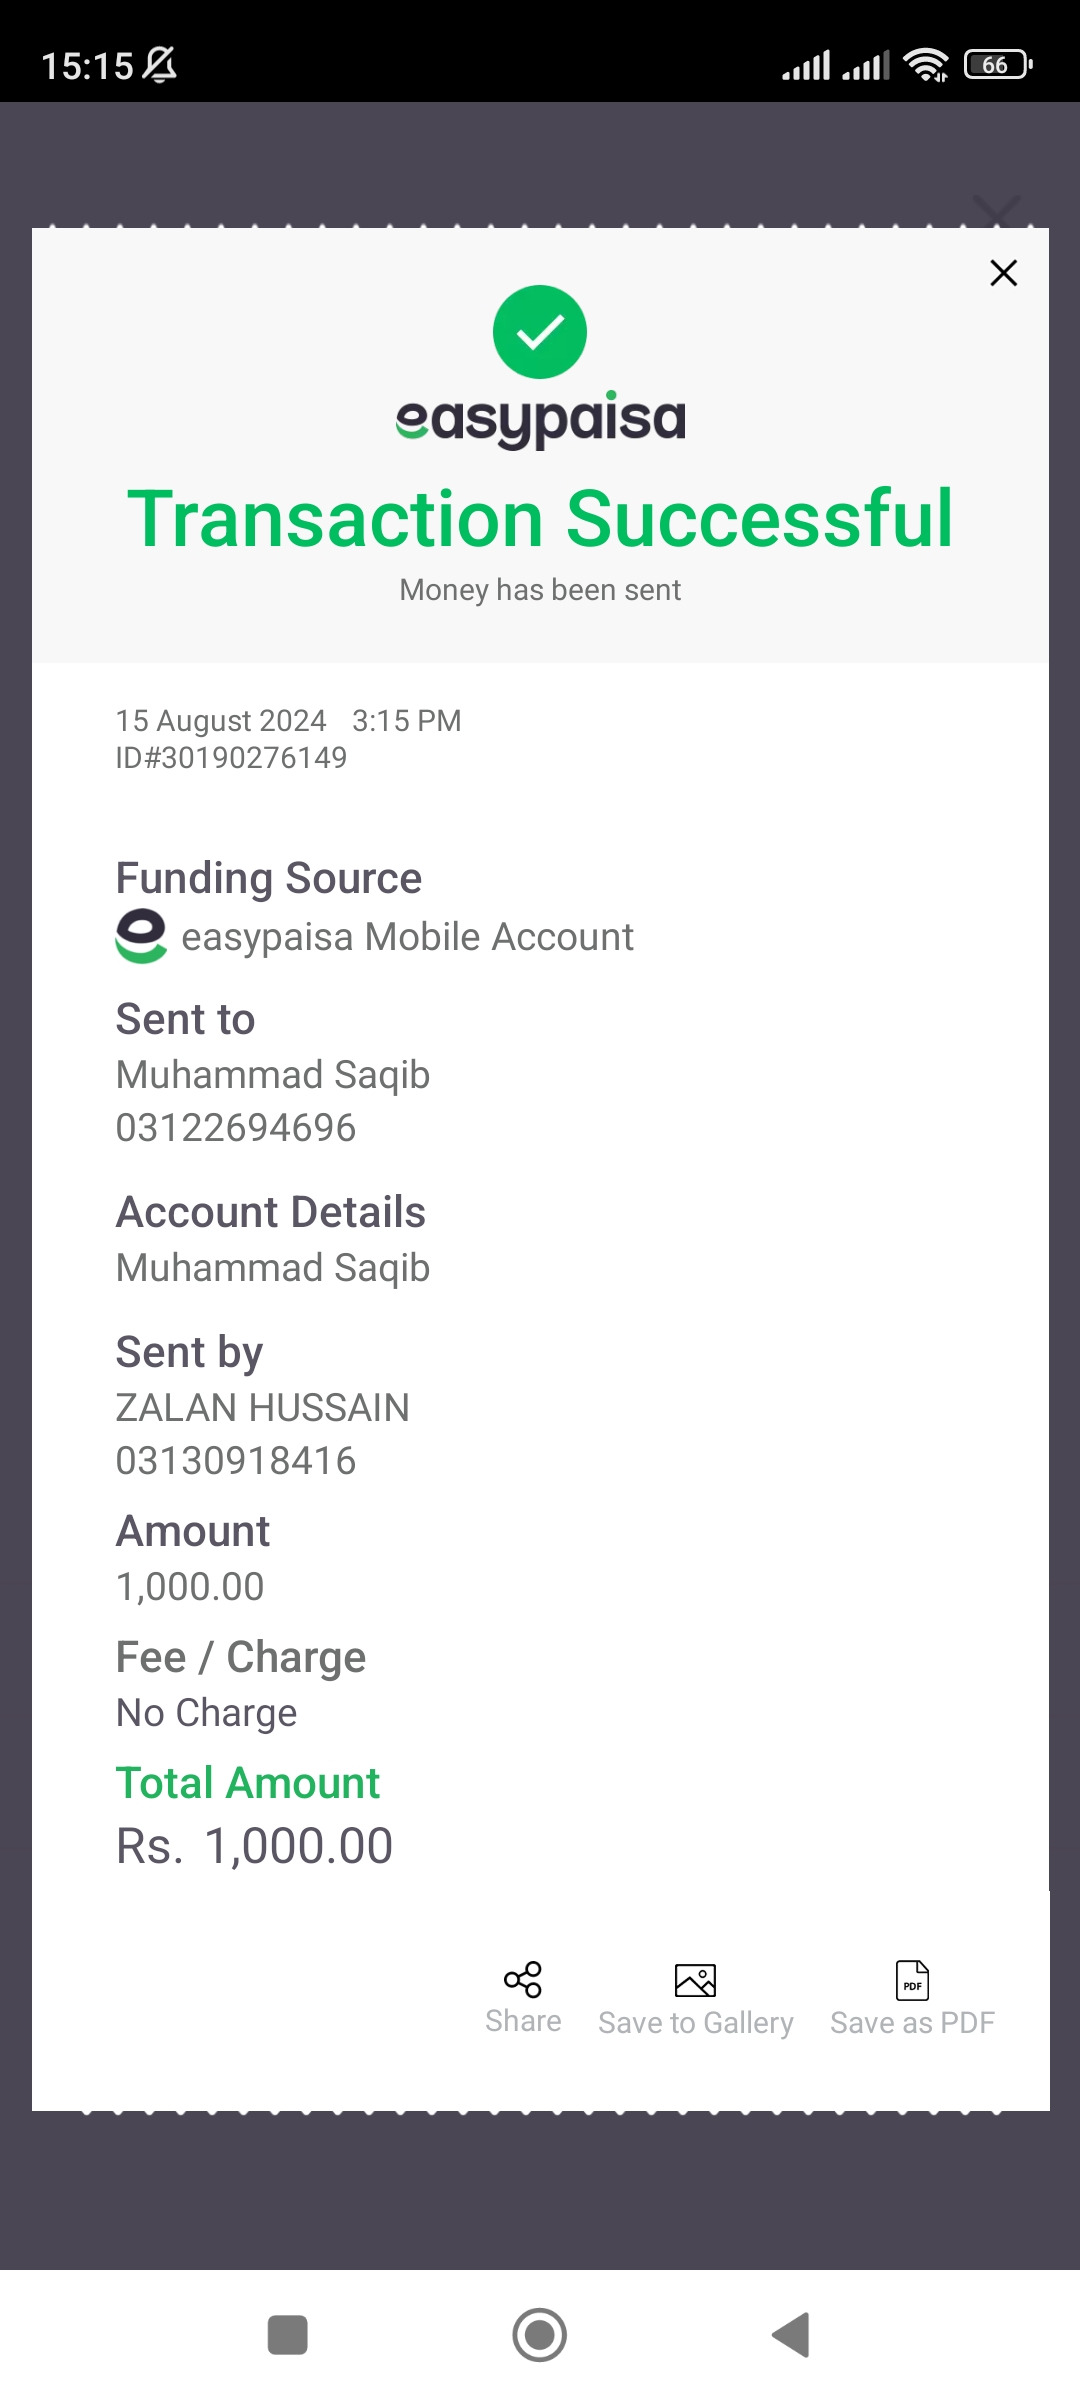 15:15
66
easypaisa
Transaction Successful
Money has been sent
15 August 2024 3:15 PM
ID#30190276149
Funding Source
easypaisa Mobile Account
Sent to
Muhammad Saqib
03122694696
Account Details
Muhammad Saqib
Sent by
ZALAN HUSSAIN
03130918416
Amount
1,000.00
Fee / Charge
No Charge
Total Amount
Rs. 1,000.00
PDF
Share Save to Gallery Save as PDF